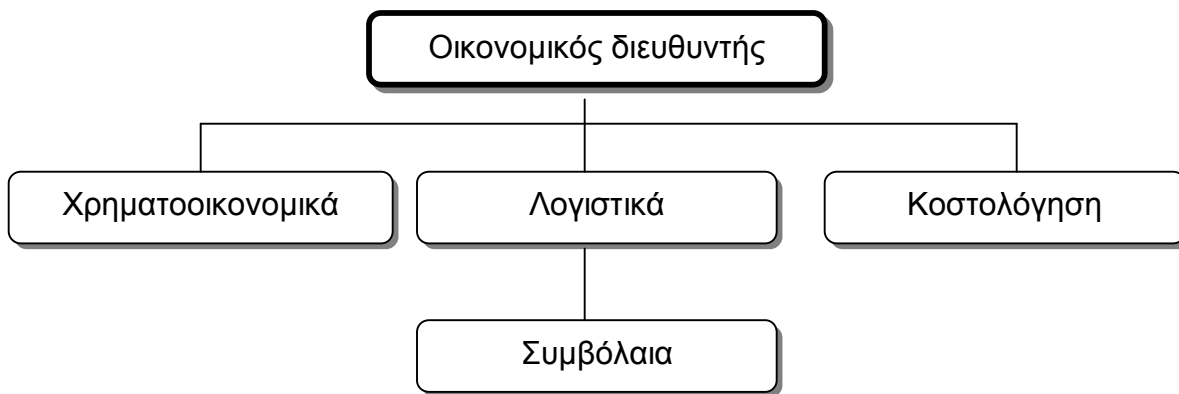 Οικονομικός διευθυντής
Χρηματοοικονομικά
Λογιστικά
Κοστολόγηση
Συμβόλαια